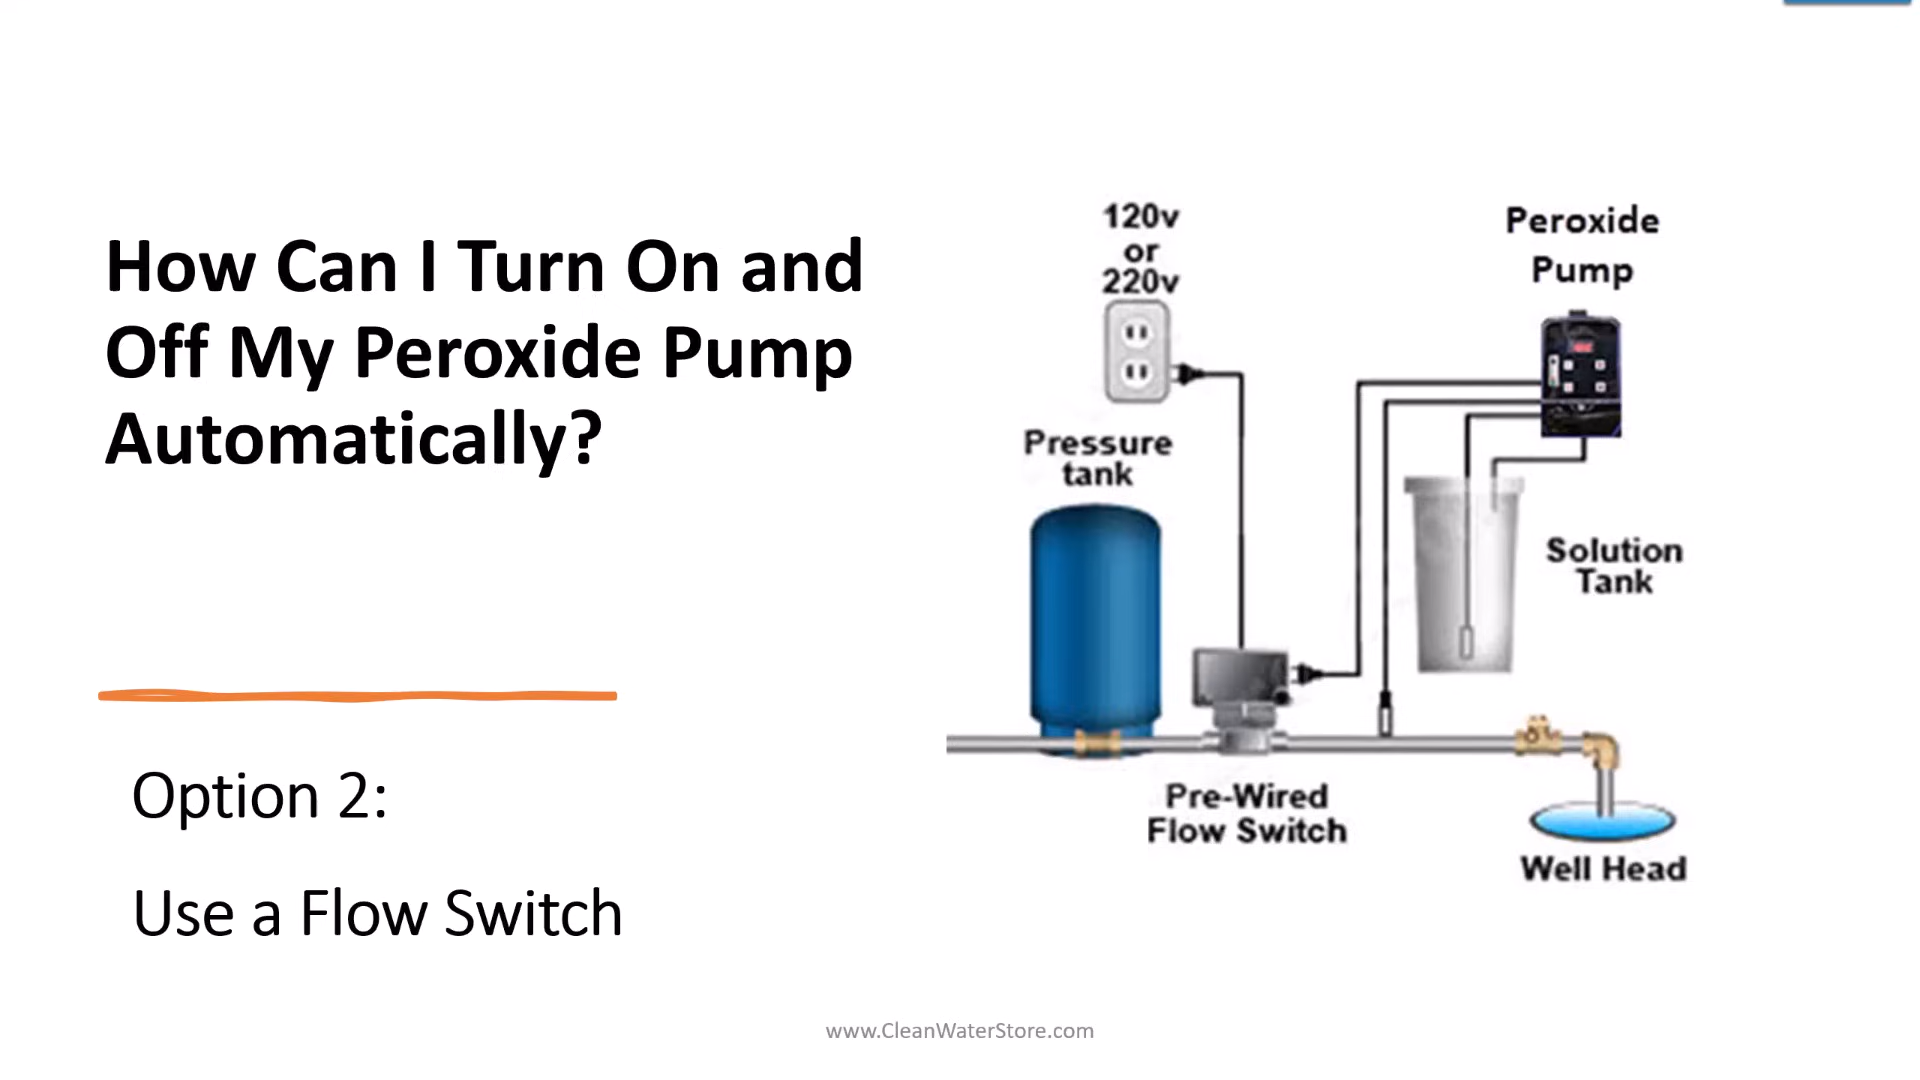 How Can I Turn On and
Off My Peroxide Pump
Automatically?
Option 2:
Use a Flow Switch
120v
or
220v
Peroxide
Pump
Pressure
tank
Solution
Tank
Pre-Wired
Flow Switch
Well Head
www.CleanWaterStore.com